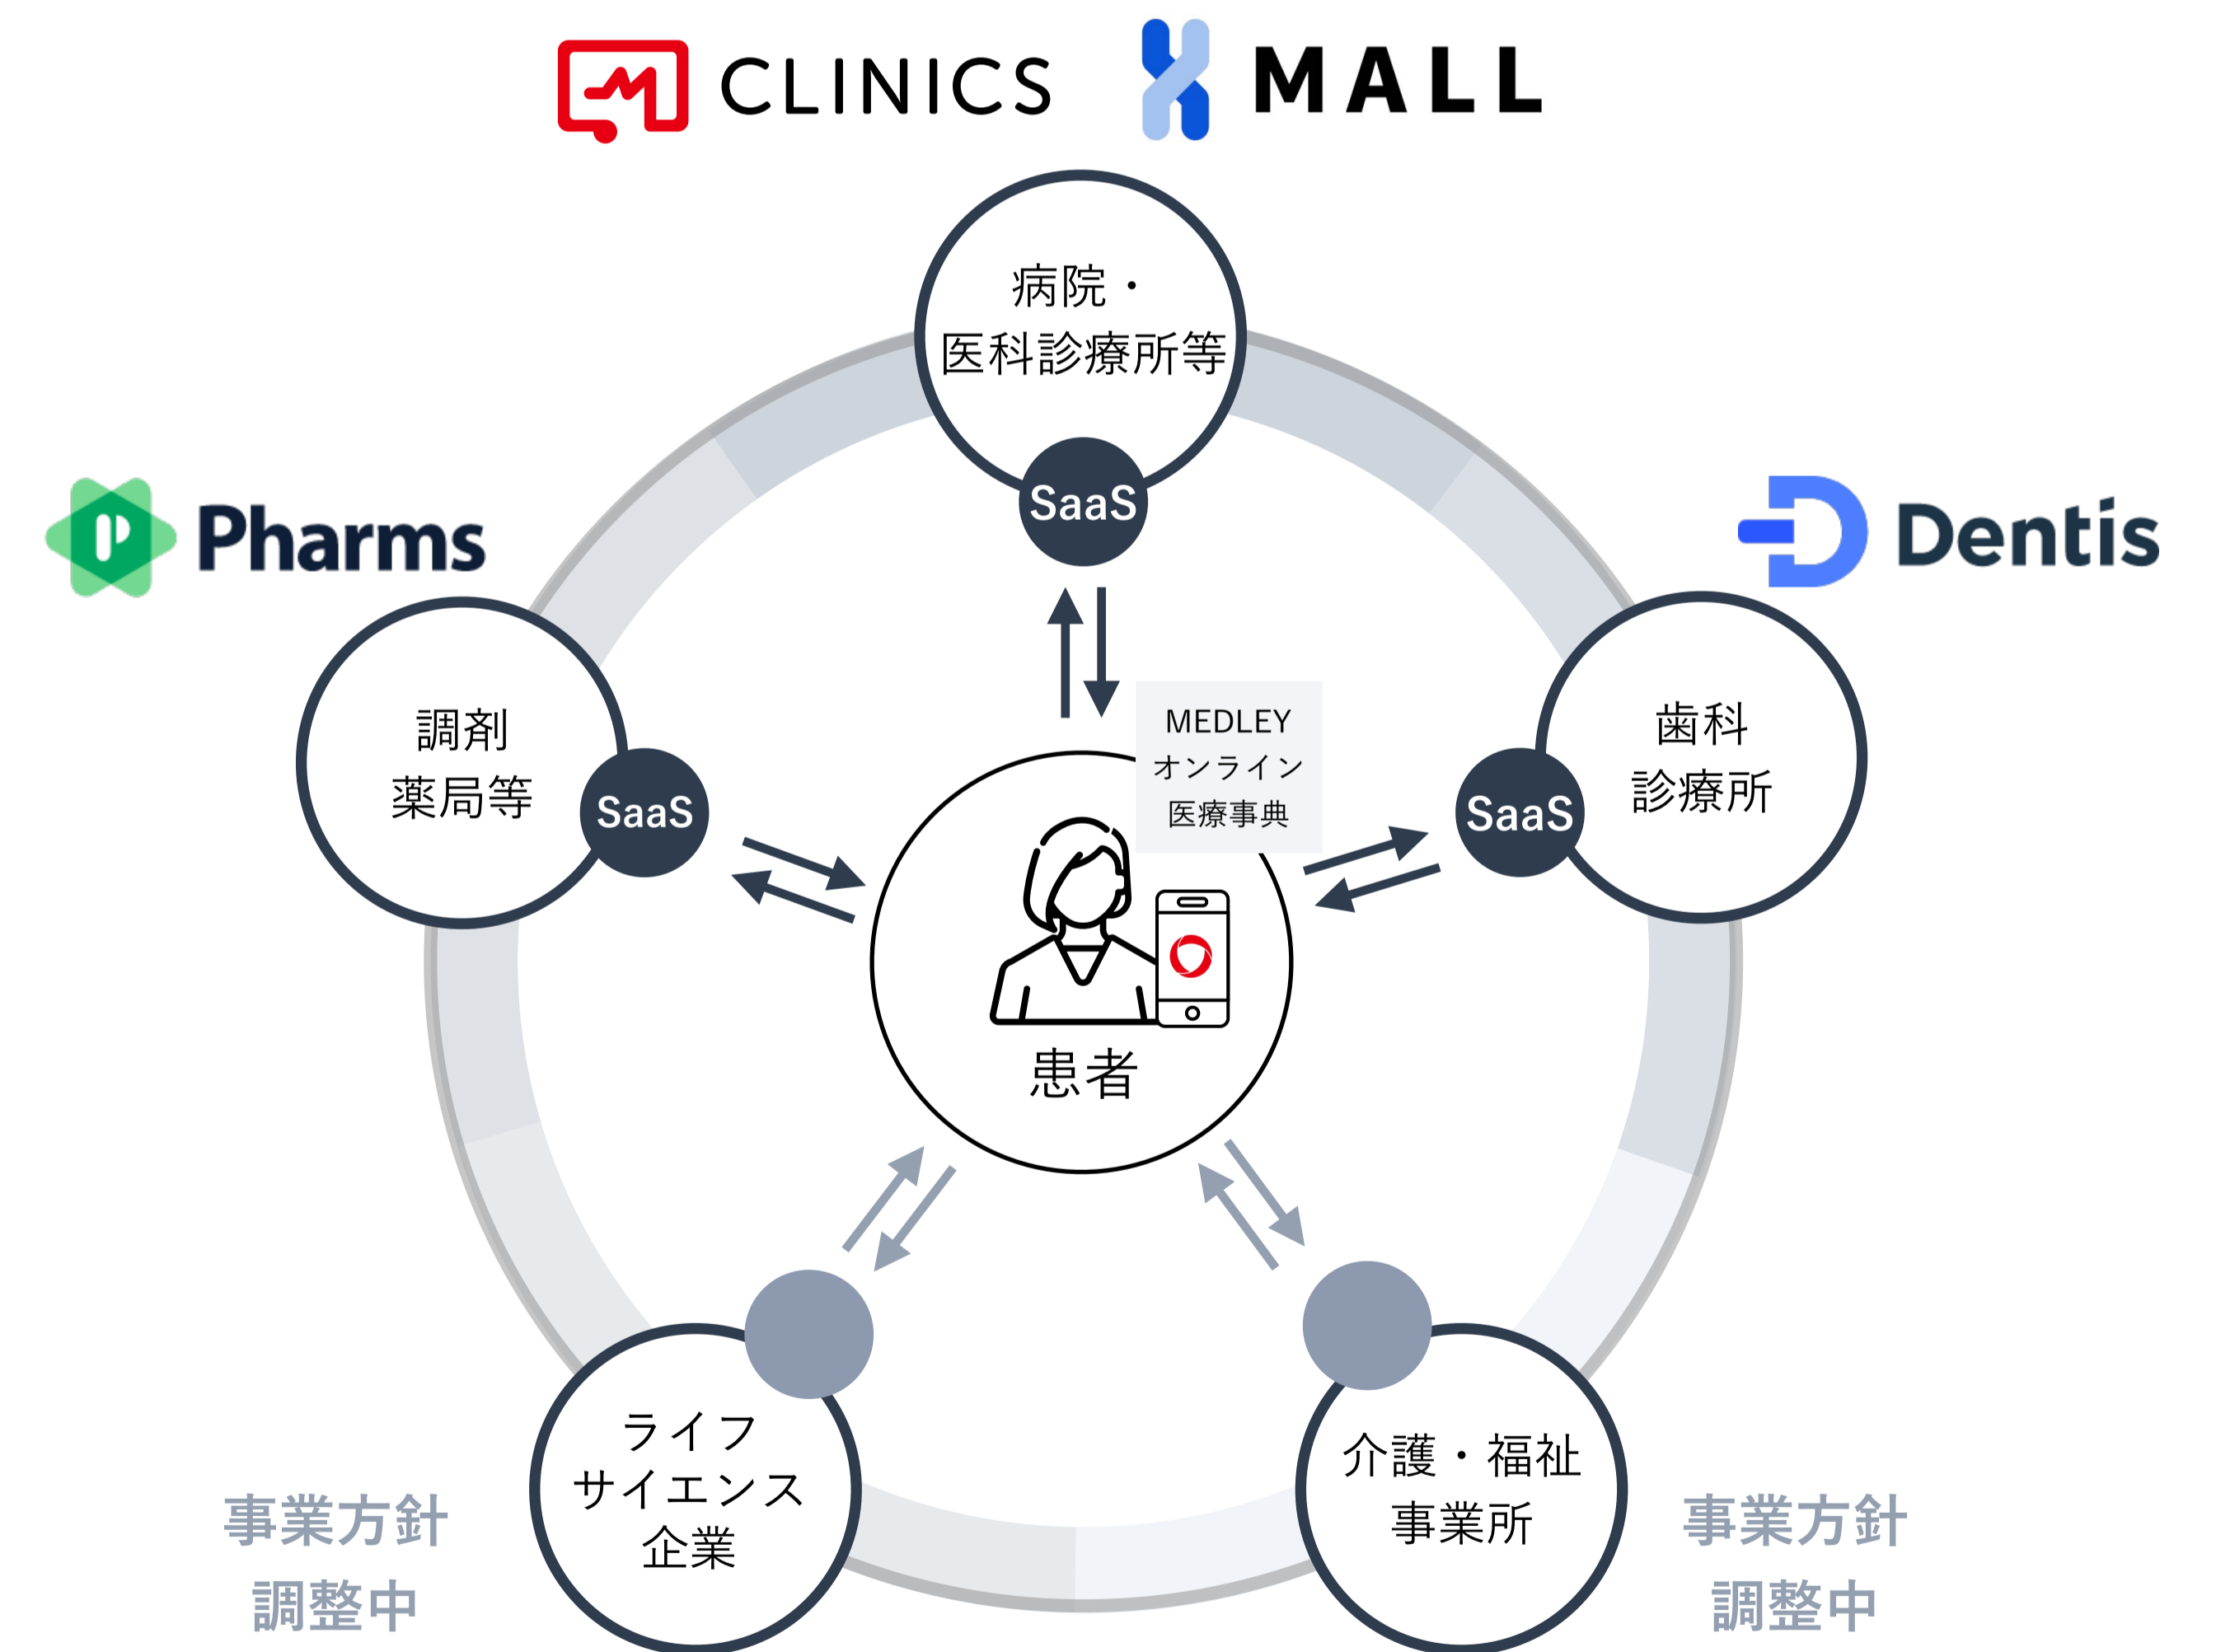 CLINICS
MALL
病院・
医科診療所等
SaaS
Pharms
Dentis
調剤
薬局等
SaaS
MEDLEY
オンライン
医療事典
SaaS
歯科
診療所
患者
ライフ
サイエンス
企業
介護・福祉
事業所
事業方針
調整中
事業方針
調整中